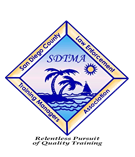 San Diego County
Law Enforcement
SDTMA
Training Managers
Association
Relentless Pursuit
of Quality Training